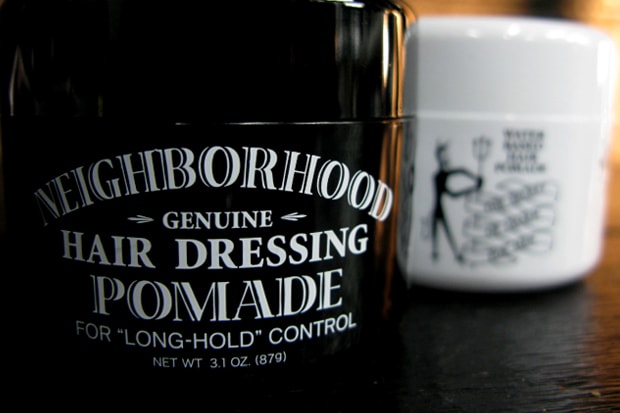 NEIGHBORHOOD
GENUINE
HAIR DRESSING
POMADE
FOR "LONG-HOLD" CONTROL
NET WT 3.1 OZ. (87g)
WATER
BASED
HAIR
POMADE